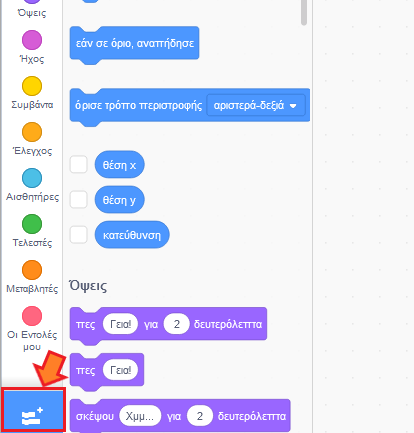 Όψεις
Ήχος
Συμβάντα
Έλεγχος
Αισθητήρες
Τελεστές
Μεταβλητές
Οι Εντολές
μου
εάν σε όριο, αναπήδησε
όρισε τρόπο περιστροφής αριστερά-δεξιά
θέση x
θέση y
κατεύθυνση
Όψεις
πες Γεια! για 2 δευτερόλεπτα
πες Γεια!
σκέψου Χμμ... για 2 δευτερόλεπτα